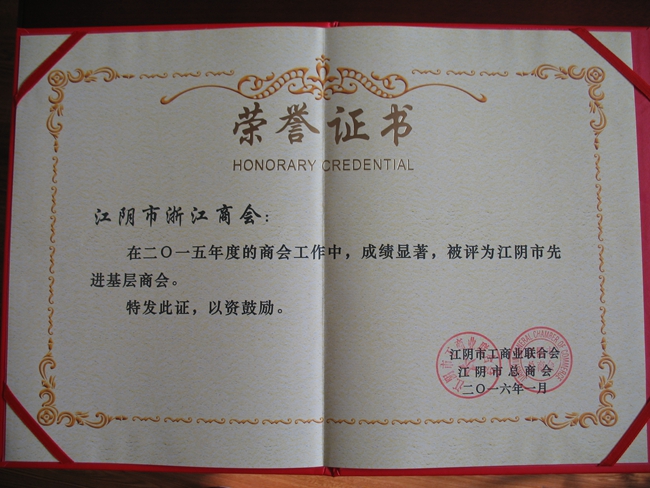 荣誉证书
HONORARY CREDENTIAL
江阴市浙江商会：
在二〇一五年度的商会工作中，成绩显著，被评为江阴市先
进基层商会。
特发此证，以资鼓励。
江阴市工商业联合会
江阴市总商会
二〇一六年一月